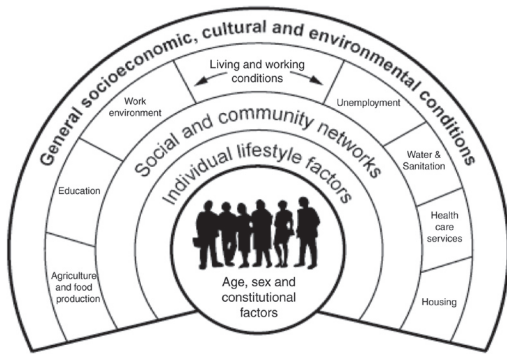 General socioeconomic, cultural and environmental conditions
Living and working
conditions
Work
environment
Unemployment
Education
Water &
Sanitation
Agriculture
and food
production
Health
care
services
Housing
Social and community networks
Individual lifestyle factors
Age, sex and
constitutional
factors